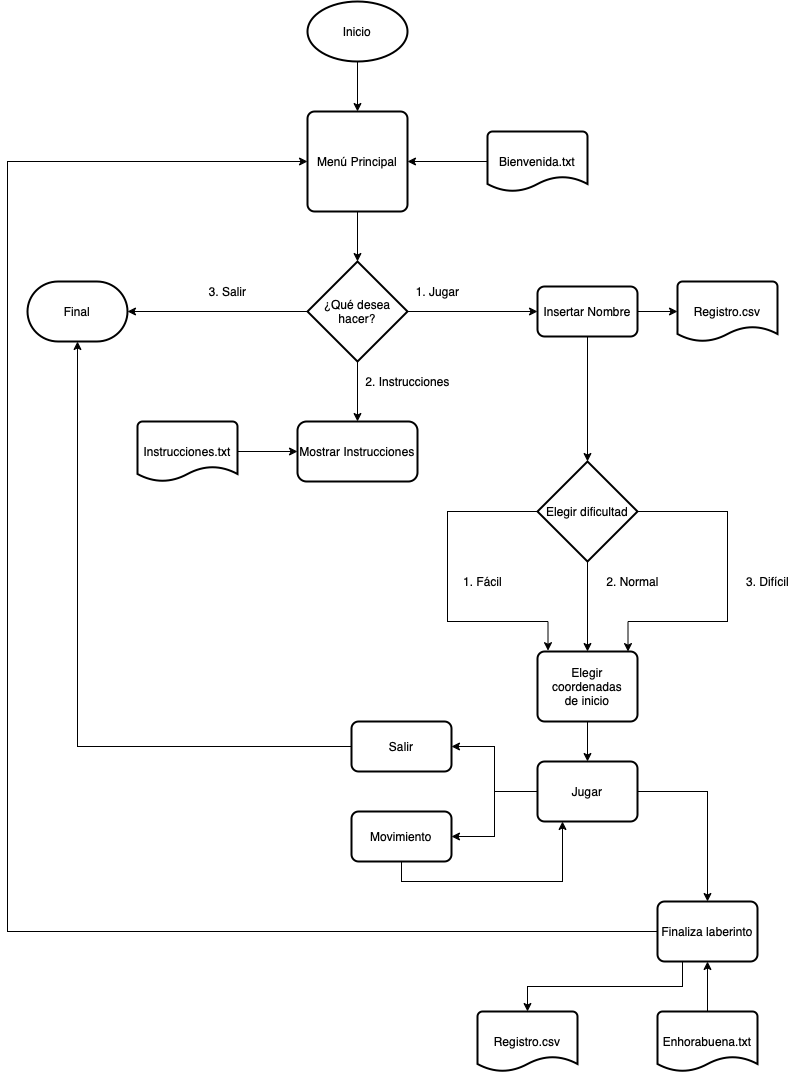 Inicio
Menú Principal
Bienvenida.txt
3. Salir
1. Jugar
Final
¿Qué desea
hacer?
Insertar Nombre
Registro.csv
2. Instrucciones
Instrucciones.txt
Mostrar Instrucciones
Elegir dificultad
1. Fácil
2. Normal
3. Difícil
Elegir
coordenadas
de inicio
Salir
Jugar
Movimiento
Finaliza laberinto
Registro.csv
Enhorabuena.txt